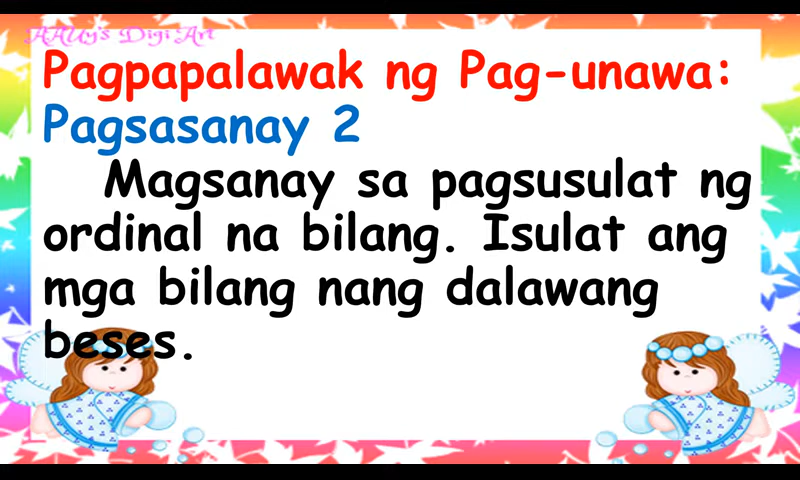 AAUy's Digi Art
Pagpapalawak ng Pag-unawa:
Pagsasanay 2
Magsanay sa pagsusulat ng
ordinal na bilang. Isulat ang
mga bilang nang dalawang
beses.